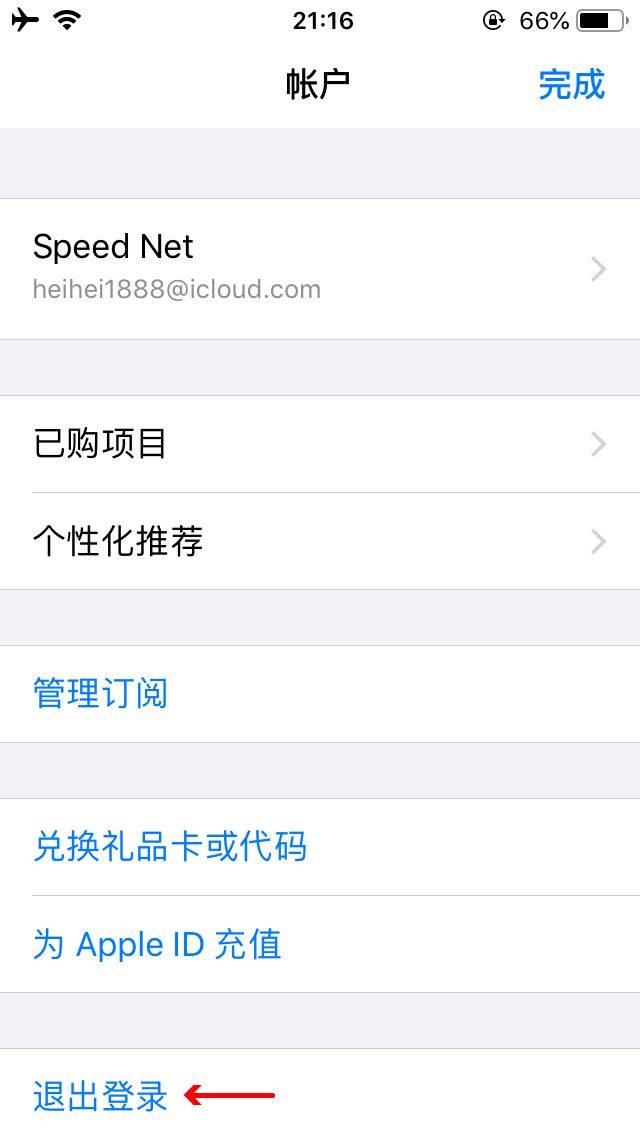 21:16
66%
帐户
完成
Speed Net
heihei1888@icloud.com
已购项目
个性化推荐
管理订阅
兑换礼品卡或代码
为 Apple ID 充值
退出登录